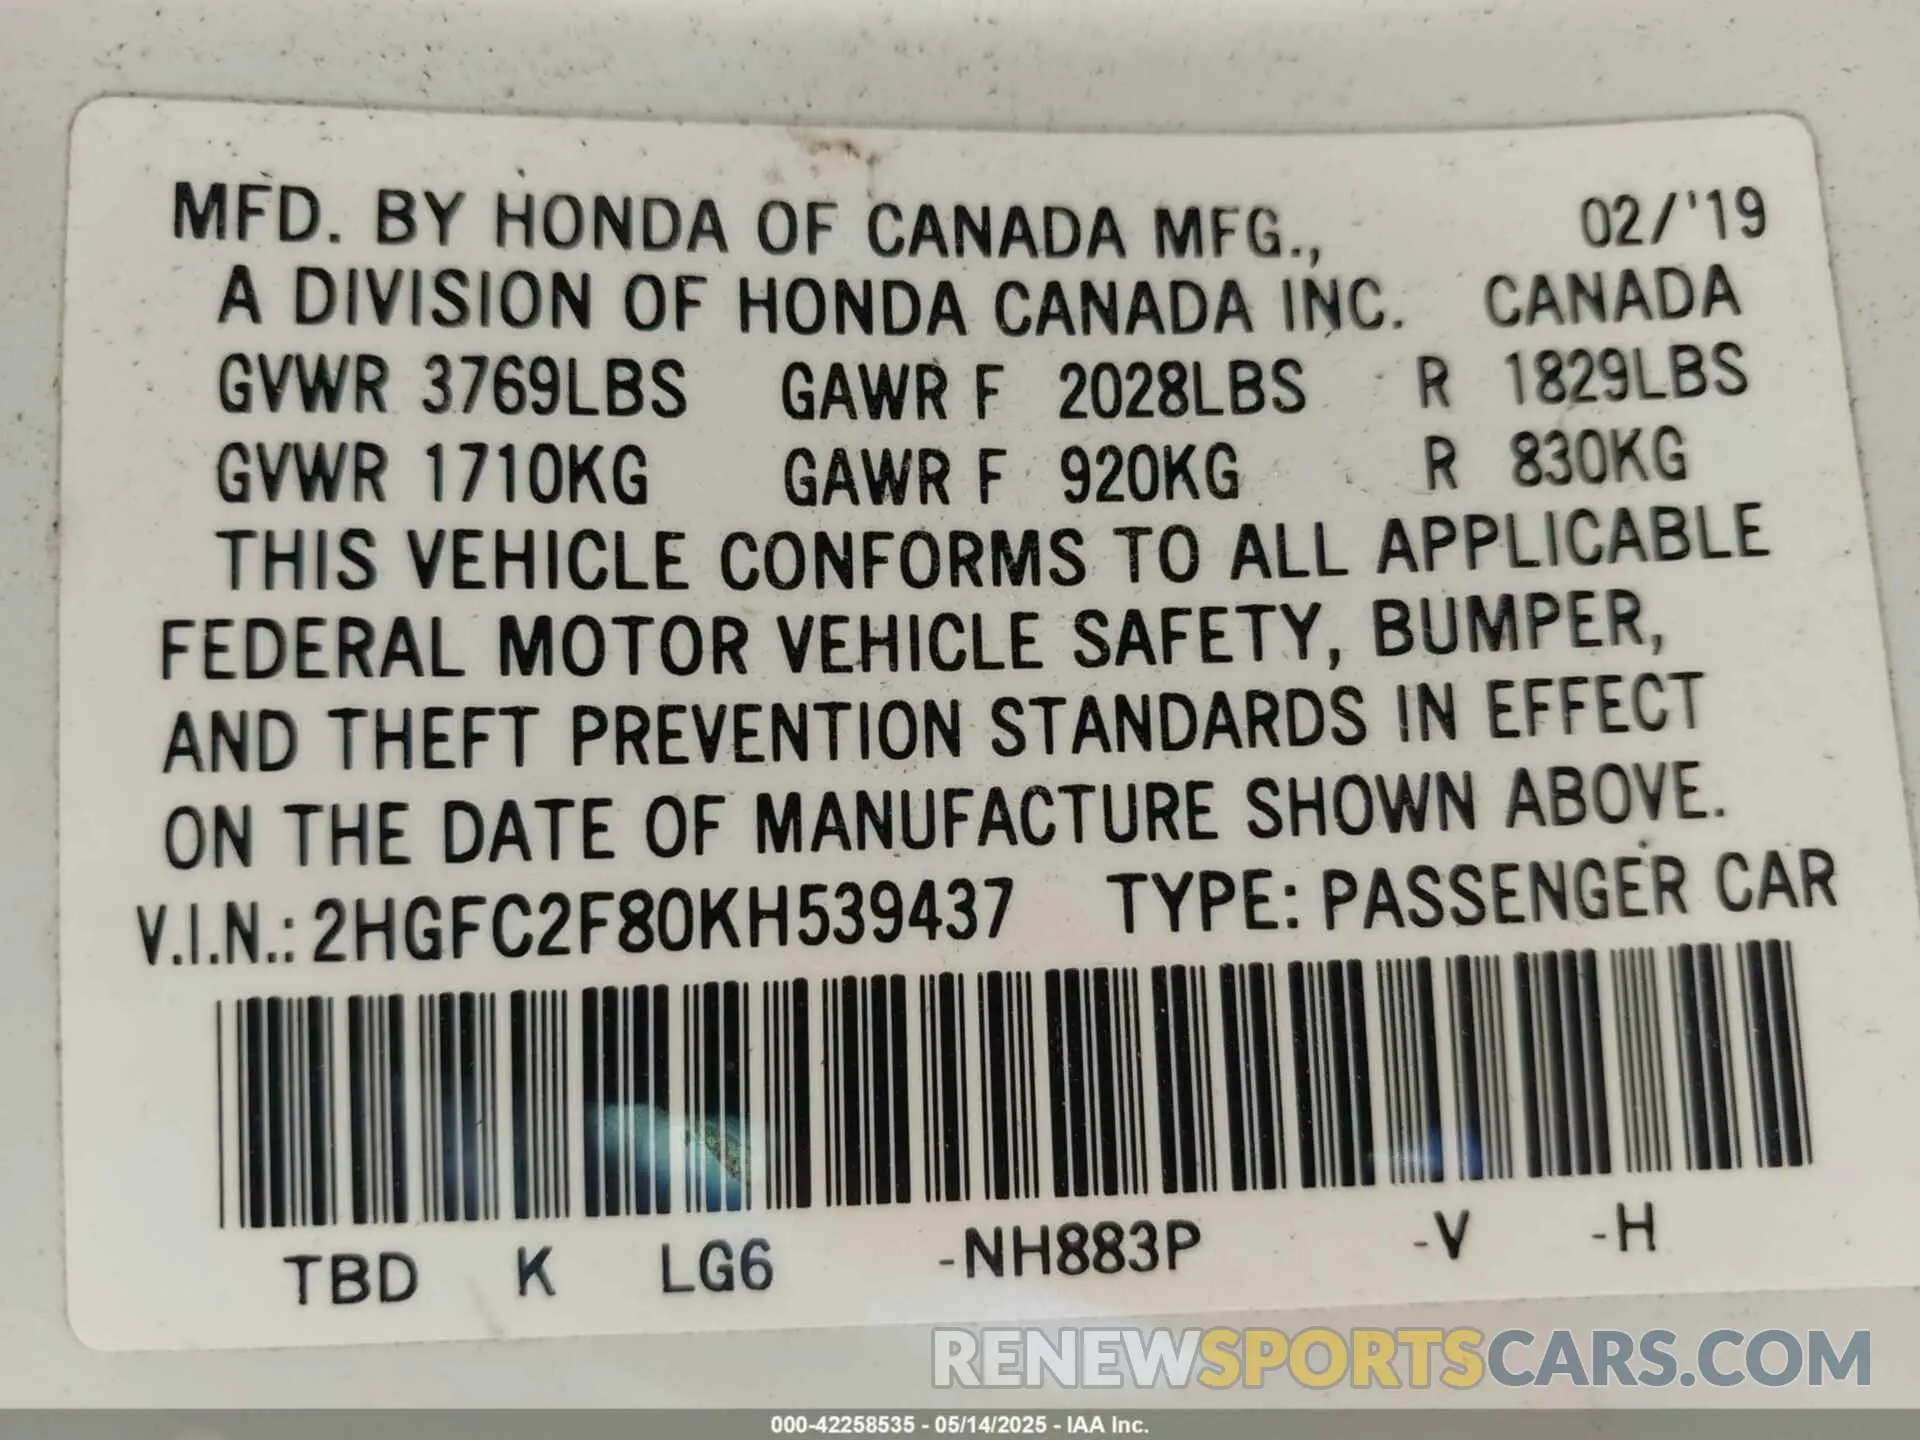 MFD. BY HONDA OF CANADA MFG., 02/'19
A DIVISION OF HONDA CANADA INC. CANADA
GVWR 3769LBS GAWR F 2028LBS R 1829LBS
GVWR 1710KG GAWR F 920KG R 830KG
THIS VEHICLE CONFORMS TO ALL APPLICABLE
FEDERAL MOTOR VEHICLE SAFETY, BUMPER,
AND THEFT PREVENTION STANDARDS IN EFFECT
ON THE DATE OF MANUFACTURE SHOWN ABOVE.
V.I.N.: 2HGFC2F80KH539437 TYPE: PASSENGER CAR
TBD K LG6 -NH883P -V -H
RENEWSPORTSCARS.COM
000-42258535 - 05/14/2025 - IAA Inc.